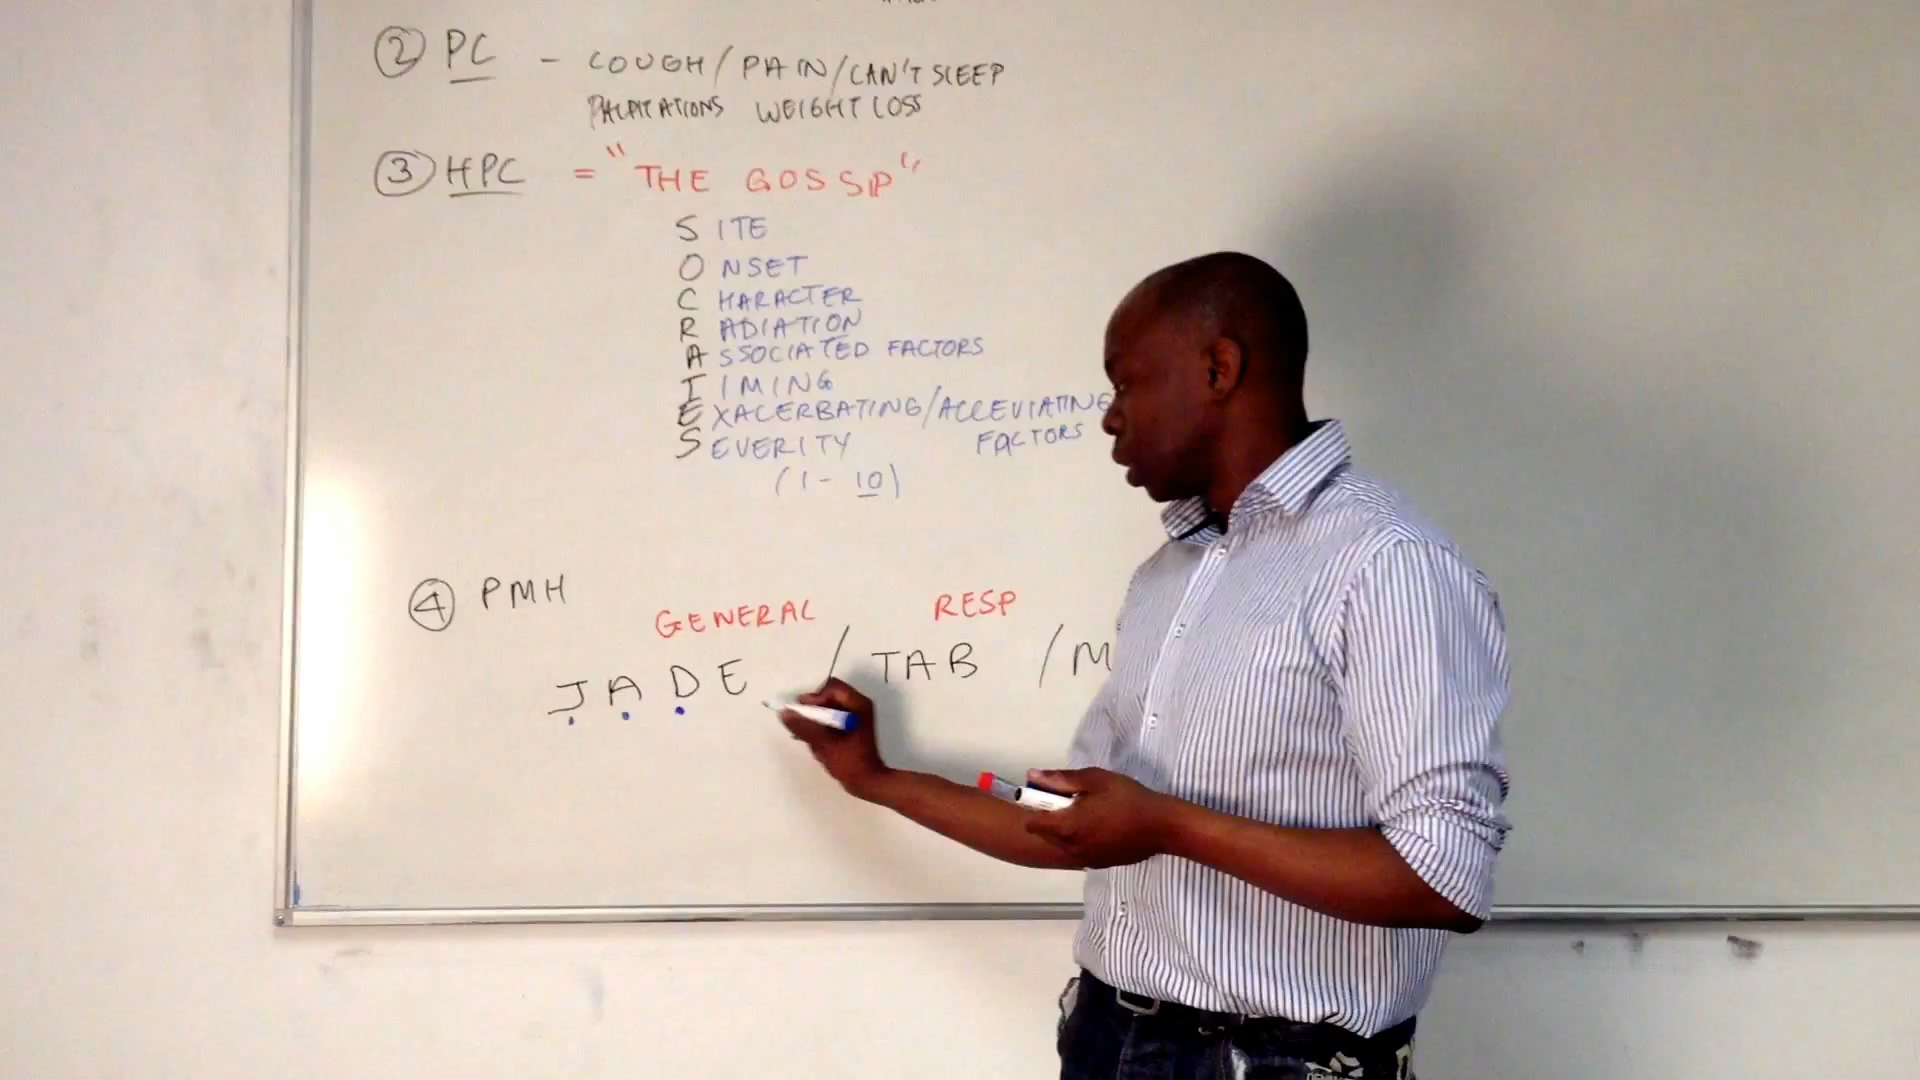 ② PC - COUGH/PAIN/CAN'T SLEEP
PALPITATIONS WEIGHT LOSS
③ HPC = "THE GOSSIP"
SITE
ONSET
CHARACTER
RADIATION
ASSOCIATED FACTORS
TIMING
EXACERBATING/ALLEVIATING
SEVERITY FACTORS
(1-10)
④ PMH
GENERAL RESP
JADE / TAB / M